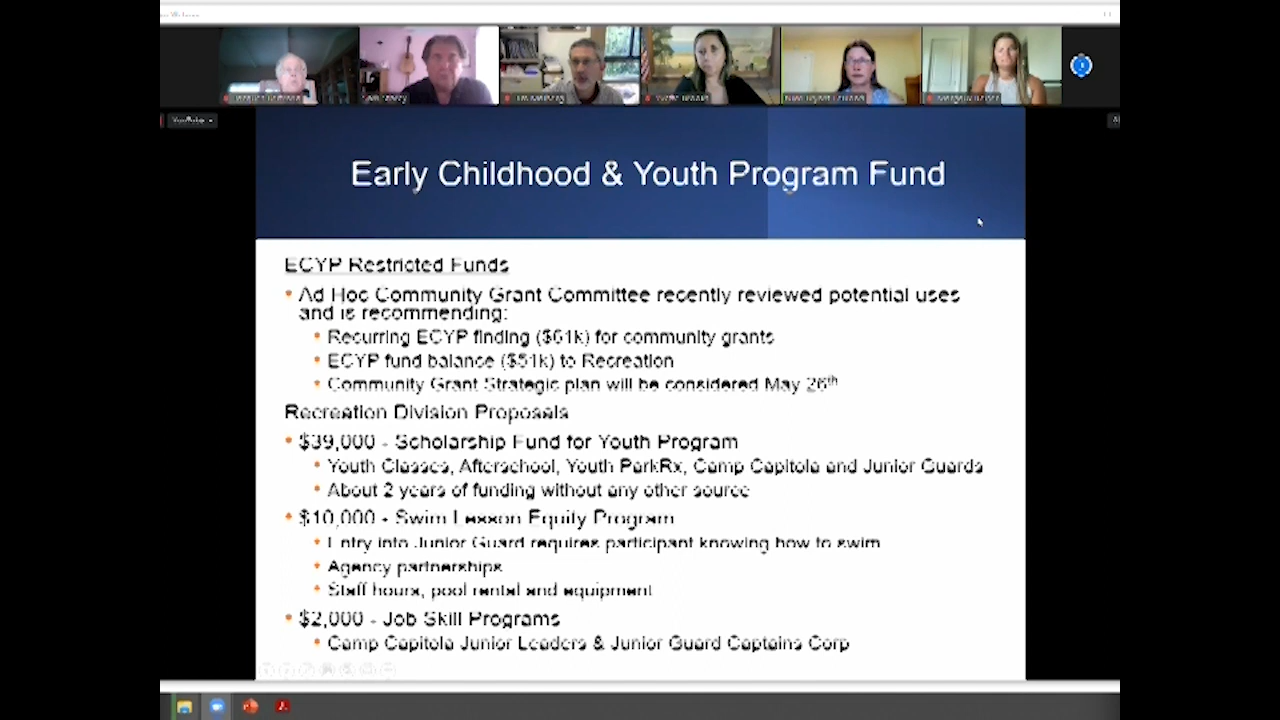 Early Childhood & Youth Program Fund
ECYP Restricted Funds
Ad Hoc Community Grant Committee recently reviewed potential uses
and is recommending:
Recurring ECYP finding ($61k) for community grants
ECYP fund balance ($51k) to Recreation
Community Grant Strategic plan will be considered May 26th
Recreation Division Proposals
$39,000 - Scholarship Fund for Youth Program
Youth Classes, Afterschool, Youth ParkRx, Camp Capitola and Junior Guards
About 2 years of funding without any other source
$10,000 - Swim Lesson Equity Program
Entry into Junior Guard requires participant knowing how to swim
Agency partnerships
Staff hours, pool rental and equipment
$2,000 - Job Skill Programs
Camp Capitola Junior Leaders & Junior Guard Captains Corp